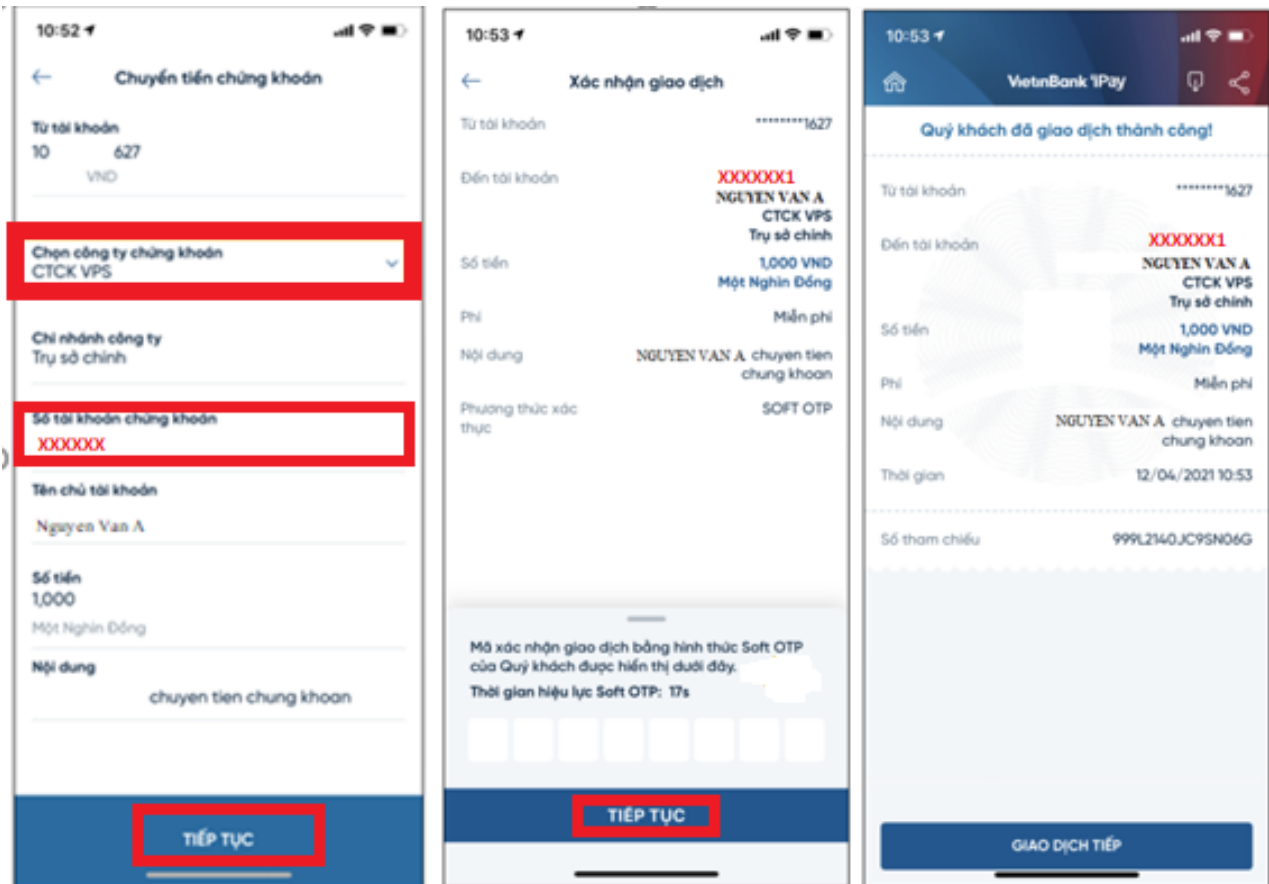 10:52
Chuyển tiền chứng khoán
Từ tài khoản
10 627
VND
Chọn công ty chứng khoán
CTCK VPS
Chi nhánh công ty
Trụ sở chính
Số tài khoản chứng khoán
XXXXXX
Tên chủ tài khoản
Nguyen Van A
Số tiền
1,000
Một Nghìn Đồng
Nội dung
chuyen tien chung khoan
TIẾP TỤC
10:53
Xác nhận giao dịch
Từ tài khoản ********1627
Đến tài khoản XXXXXX1
NGUYEN VAN A
CTCK VPS
Trụ sở chính
Số tiền 1,000 VND
Một Nghìn Đồng
Phí Miễn phí
Nội dung NGUYEN VAN A chuyen tien
chung khoan
Phương thức xác SOFT OTP
thực
Mã xác nhận giao dịch bằng hình thức Soft OTP
của Quý khách được hiển thị dưới đây.
Thời gian hiệu lực Soft OTP: 17s
TIẾP TỤC
10:53
VietinBank iPay
Quý khách đã giao dịch thành công!
Từ tài khoản ********1627
Đến tài khoản XXXXXX1
NGUYEN VAN A
CTCK VPS
Trụ sở chính
Số tiền 1,000 VND
Một Nghìn Đồng
Phí Miễn phí
Nội dung NGUYEN VAN A chuyen tien
chung khoan
Thời gian 12/04/2021 10:53
Số tham chiếu 999L2140JC9SN06G
GIAO DỊCH TIẾP